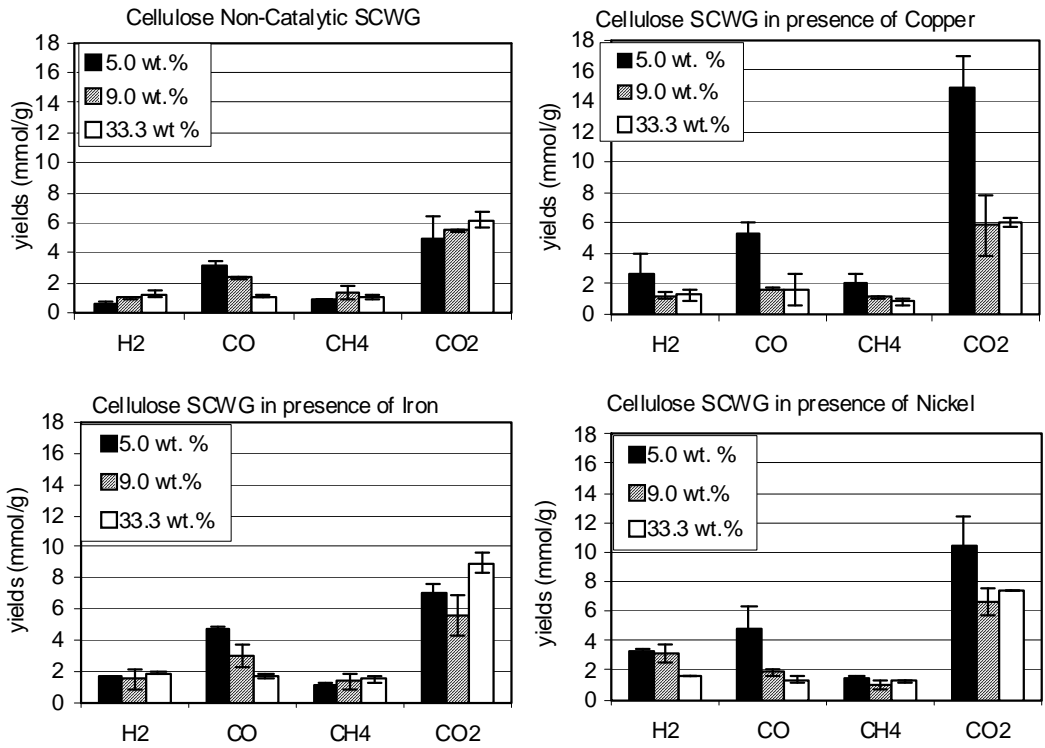 Cellulose Non-Catalytic SCWG
18
16
14
12
10
8
6
4
2
0
yields (mmol/g)
5.0 wt.%
9.0 wt.%
33.3 wt %
H2 CO CH4 CO2
Cellulose SCWG in presence of Copper
18
16
14
12
10
8
6
4
2
0
yields (mmol/g)
5.0 wt. %
9.0 wt.%
33.3 wt.%
H2 CO CH4 CO2
Cellulose SCWG in presence of Iron
18
16
14
12
10
8
6
4
2
0
yields (mmol/g)
5.0 wt. %
9.0 wt.%
33.3 wt.%
H2 CO CH4 CO2
Cellulose SCWG in presence of Nickel
18
16
14
12
10
8
6
4
2
0
yields (mmol/g)
5.0 wt. %
9.0 wt.%
33.3 wt.%
H2 CO CH4 CO2